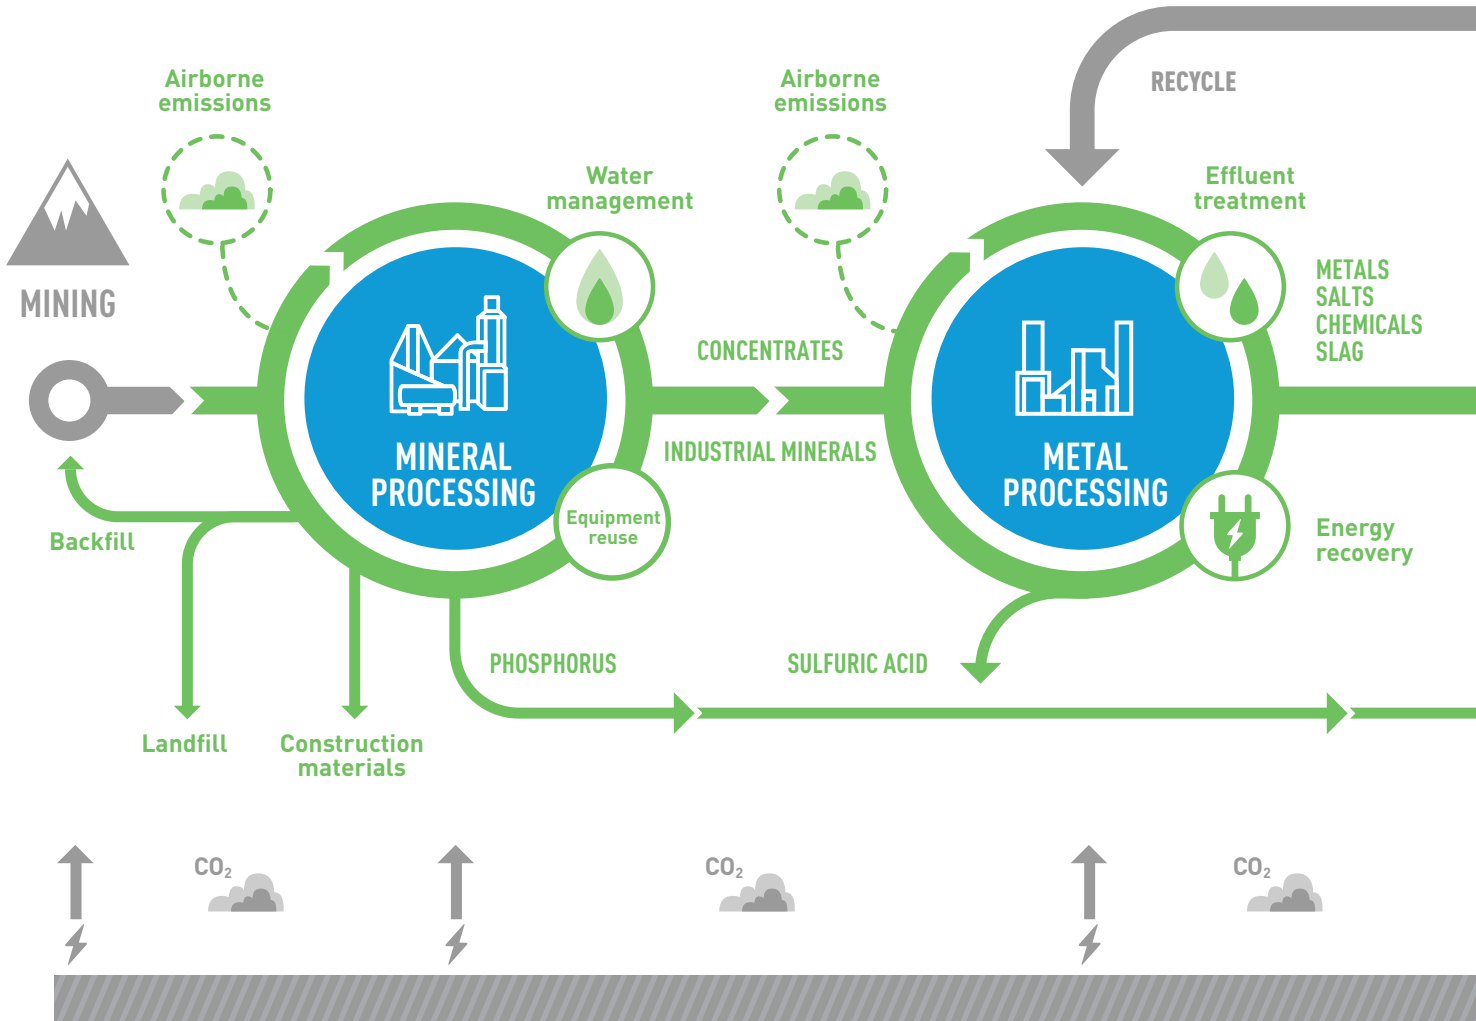 Airborne
emissions
Airborne
emissions
RECYCLE
Water
management
Effluent
treatment
MINING
METALS
SALTS
CHEMICALS
SLAG
CONCENTRATES
MINERAL
PROCESSING
INDUSTRIAL MINERALS
METAL
PROCESSING
Equipment
reuse
Backfill
Energy
recovery
PHOSPHORUS
SULFURIC ACID
Landfill
Construction
materials
CO₂
CO₂
CO₂